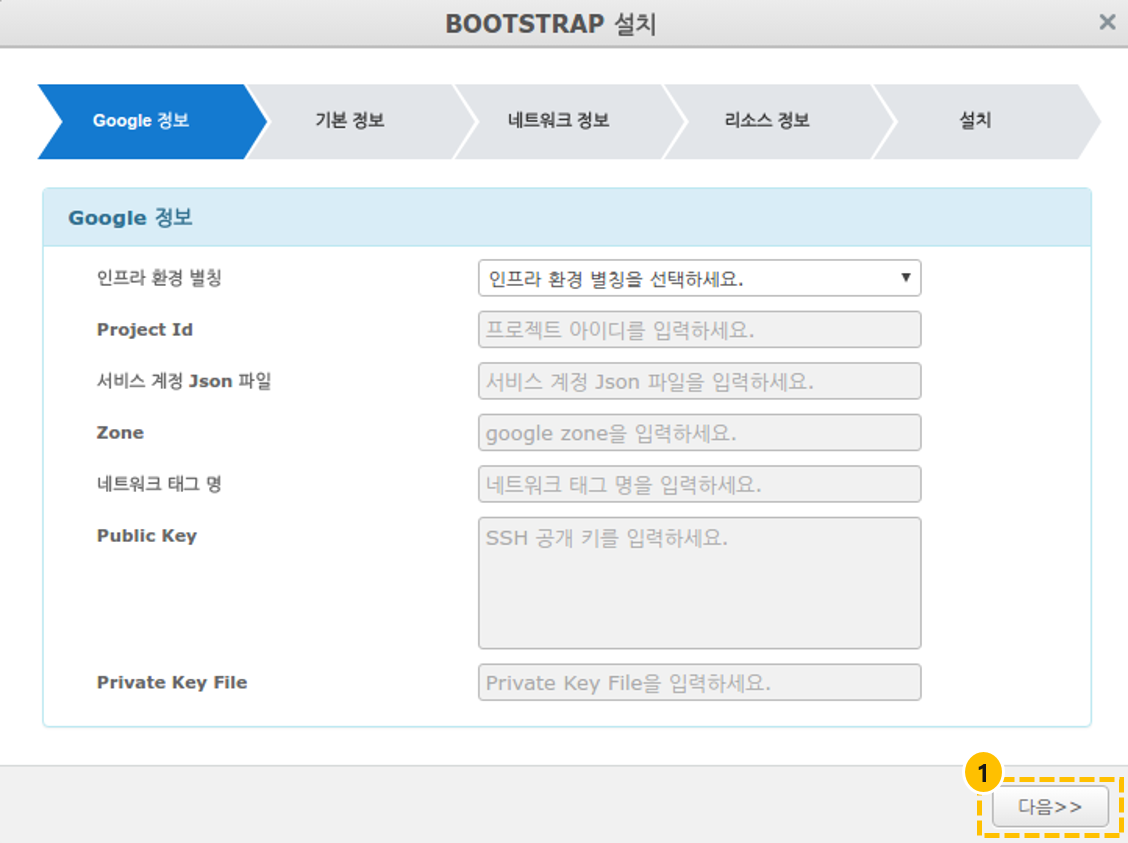 BOOTSTRAP 설치 ×
Google 정보 기본 정보 네트워크 정보 리소스 정보 설치
Google 정보
인프라 환경 별칭 인프라 환경 별칭을 선택하세요. ▼
Project Id 프로젝트 아이디를 입력하세요.
서비스 계정 Json 파일 서비스 계정 Json 파일을 입력하세요.
Zone google zone을 입력하세요.
네트워크 태그 명 네트워크 태그 명을 입력하세요.
Public Key SSH 공개 키를 입력하세요.
Private Key File Private Key File을 입력하세요.
1
다음>>